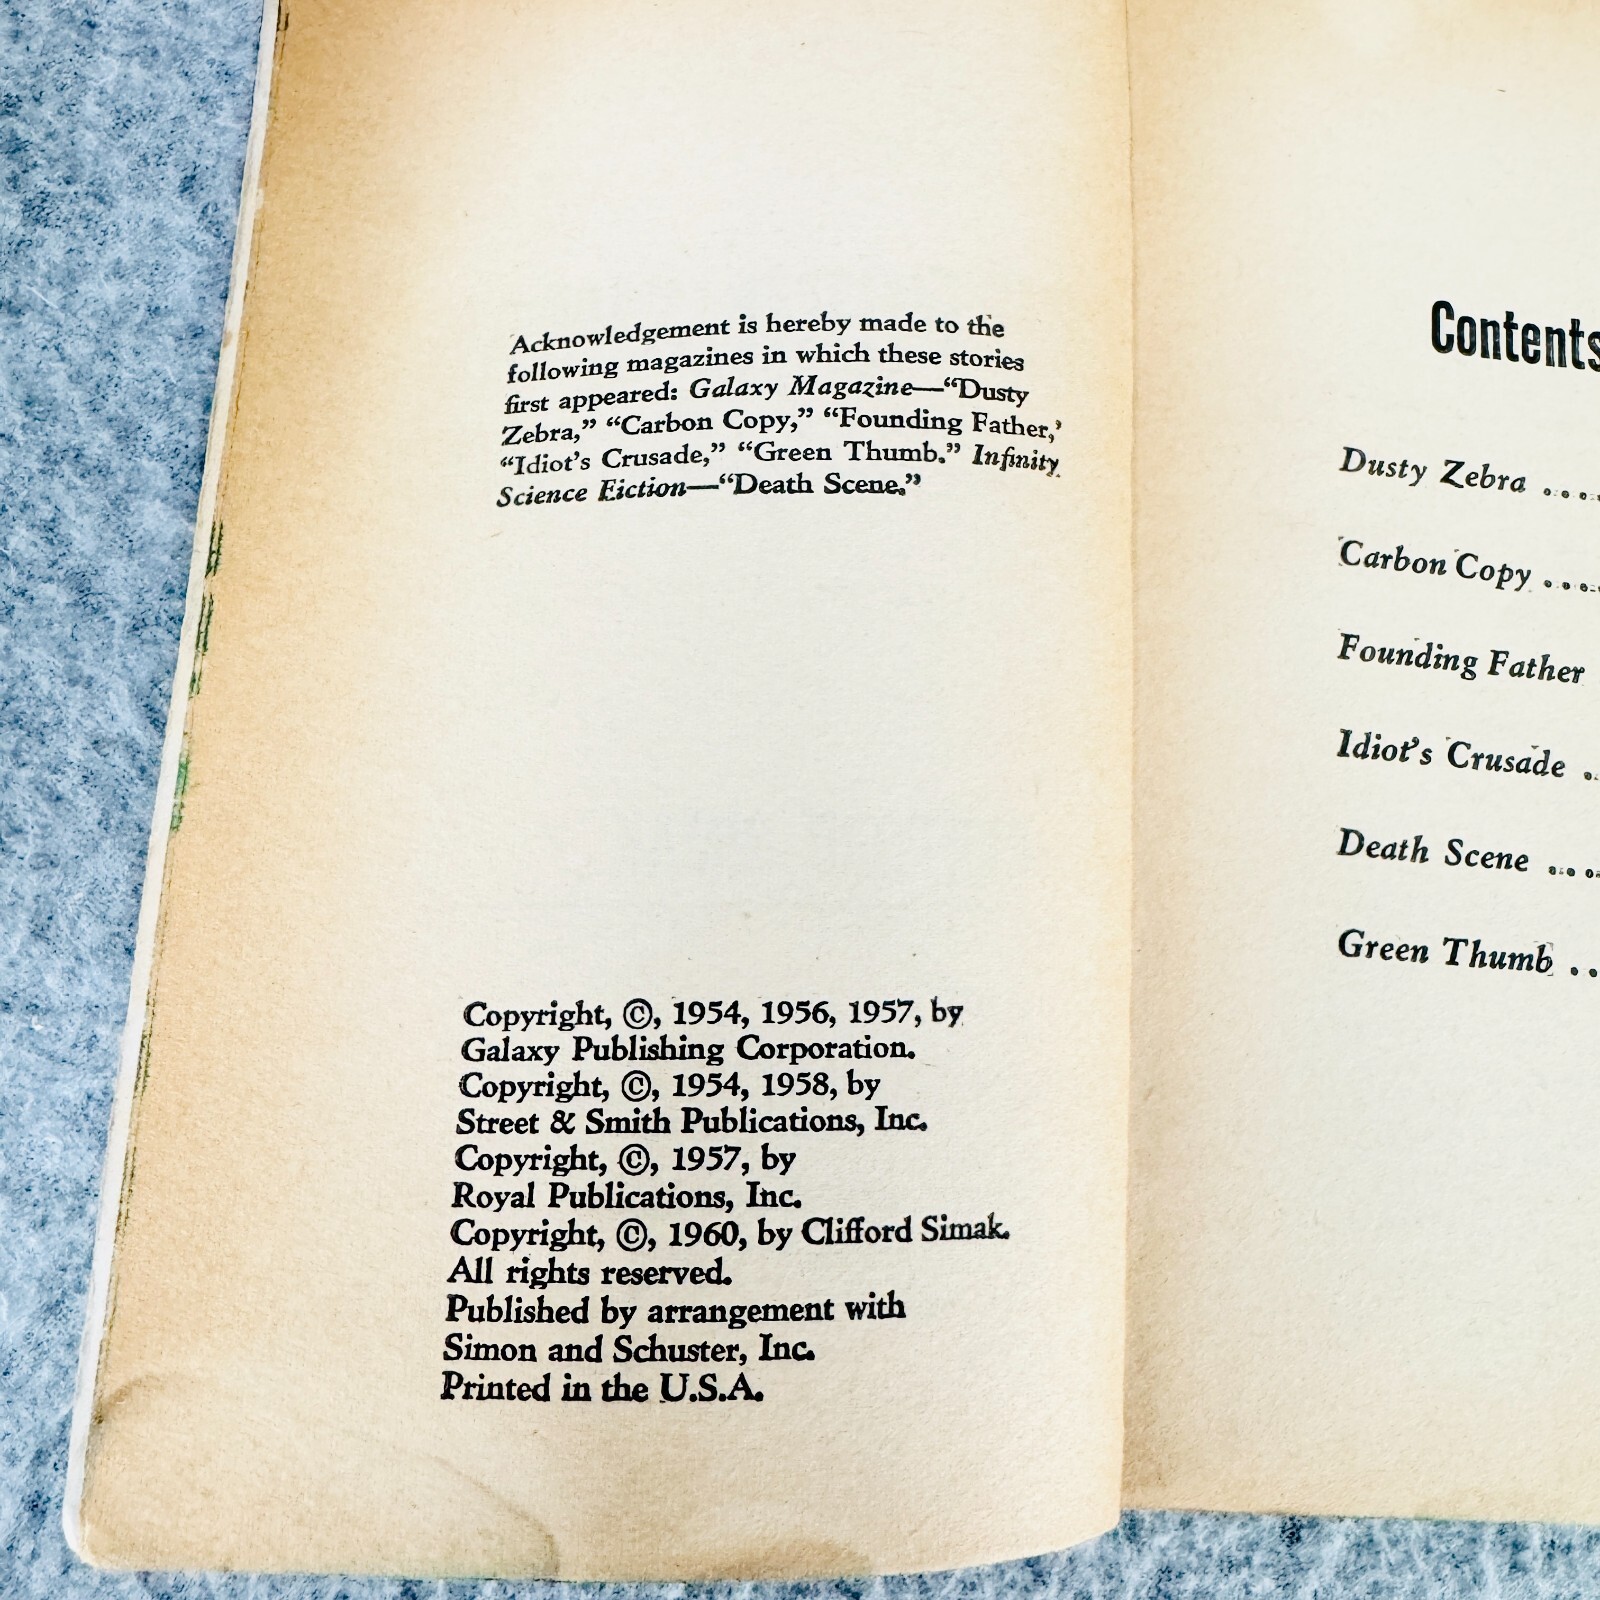 Acknowledgement is hereby made to the
following magazines in which these stories
first appeared: Galaxy Magazine—“Dusty
Zebra,” “Carbon Copy,” “Founding Father,’
“Idiot’s Crusade,” “Green Thumb.” Infinity
Science Fiction—“Death Scene.”
Copyright, ©, 1954, 1956, 1957, by
Galaxy Publishing Corporation.
Copyright, ©, 1954, 1958, by
Street & Smith Publications, Inc.
Copyright, ©, 1957, by
Royal Publications, Inc.
Copyright, ©, 1960, by Clifford Simak.
All rights reserved.
Published by arrangement with
Simon and Schuster, Inc.
Printed in the U.S.A.
Contents
Dusty Zebra ....
Carbon Copy ....
Founding Father
Idiot’s Crusade ..
Death Scene ....
Green Thumb ..